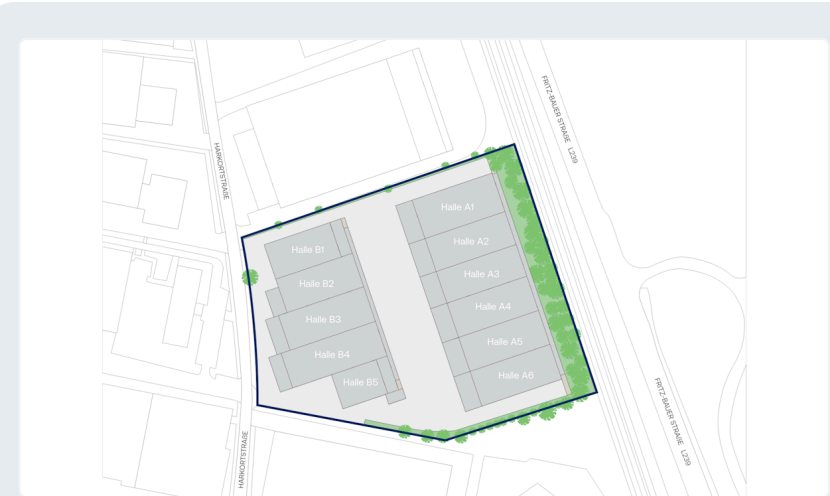 FRITZ-BAUER STRAßE L239
HARKORTSTRAßE
Halle A1
Halle A2
Halle A3
Halle A4
Halle A5
Halle A6
Halle B1
Halle B2
Halle B3
Halle B4
Halle B5
FRITZ-BAUER STRAßE L239
HARKORTSTRAßE